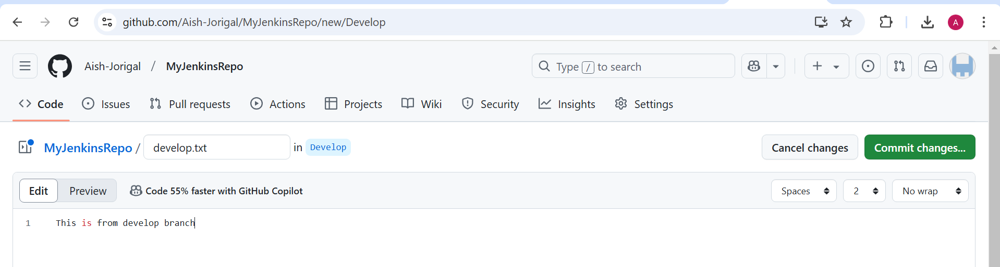 github.com/Aish-Jorigal/MyJenkinsRepo/new/Develop
A
Aish-Jorigal / MyJenkinsRepo
Type / to search
Code Issues Pull requests Actions Projects Wiki Security Insights Settings
MyJenkinsRepo / develop.txt in Develop
Cancel changes Commit changes...
Edit Preview Code 55% faster with GitHub Copilot Spaces 2 No wrap
1 This is from develop branch